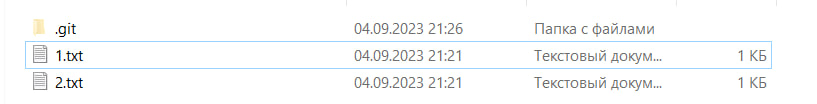 .git 04.09.2023 21:26 Папка с файлами
1.txt 04.09.2023 21:21 Текстовый докум... 1 КБ
2.txt 04.09.2023 21:21 Текстовый докум... 1 КБ